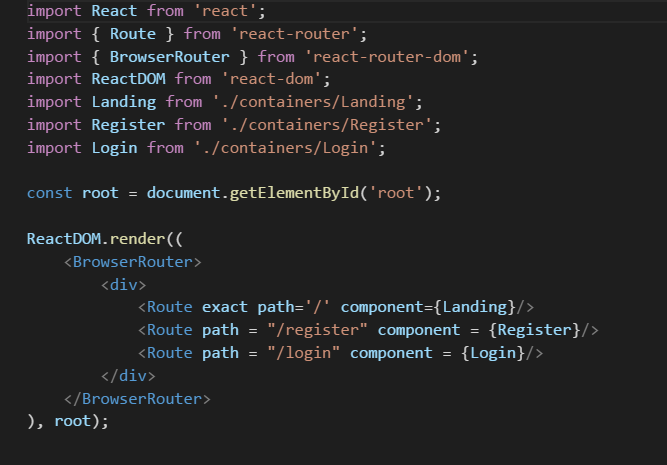 import React from 'react';
import { Route } from 'react-router';
import { BrowserRouter } from 'react-router-dom';
import ReactDOM from 'react-dom';
import Landing from './containers/Landing';
import Register from './containers/Register';
import Login from './containers/Login';

const root = document.getElementById('root');

ReactDOM.render((
    <BrowserRouter>
        <div>
            <Route exact path='/' component={Landing}/>
            <Route path = "/register" component = {Register}/>
            <Route path = "/login" component = {Login}/>
        </div>
    </BrowserRouter>
), root);